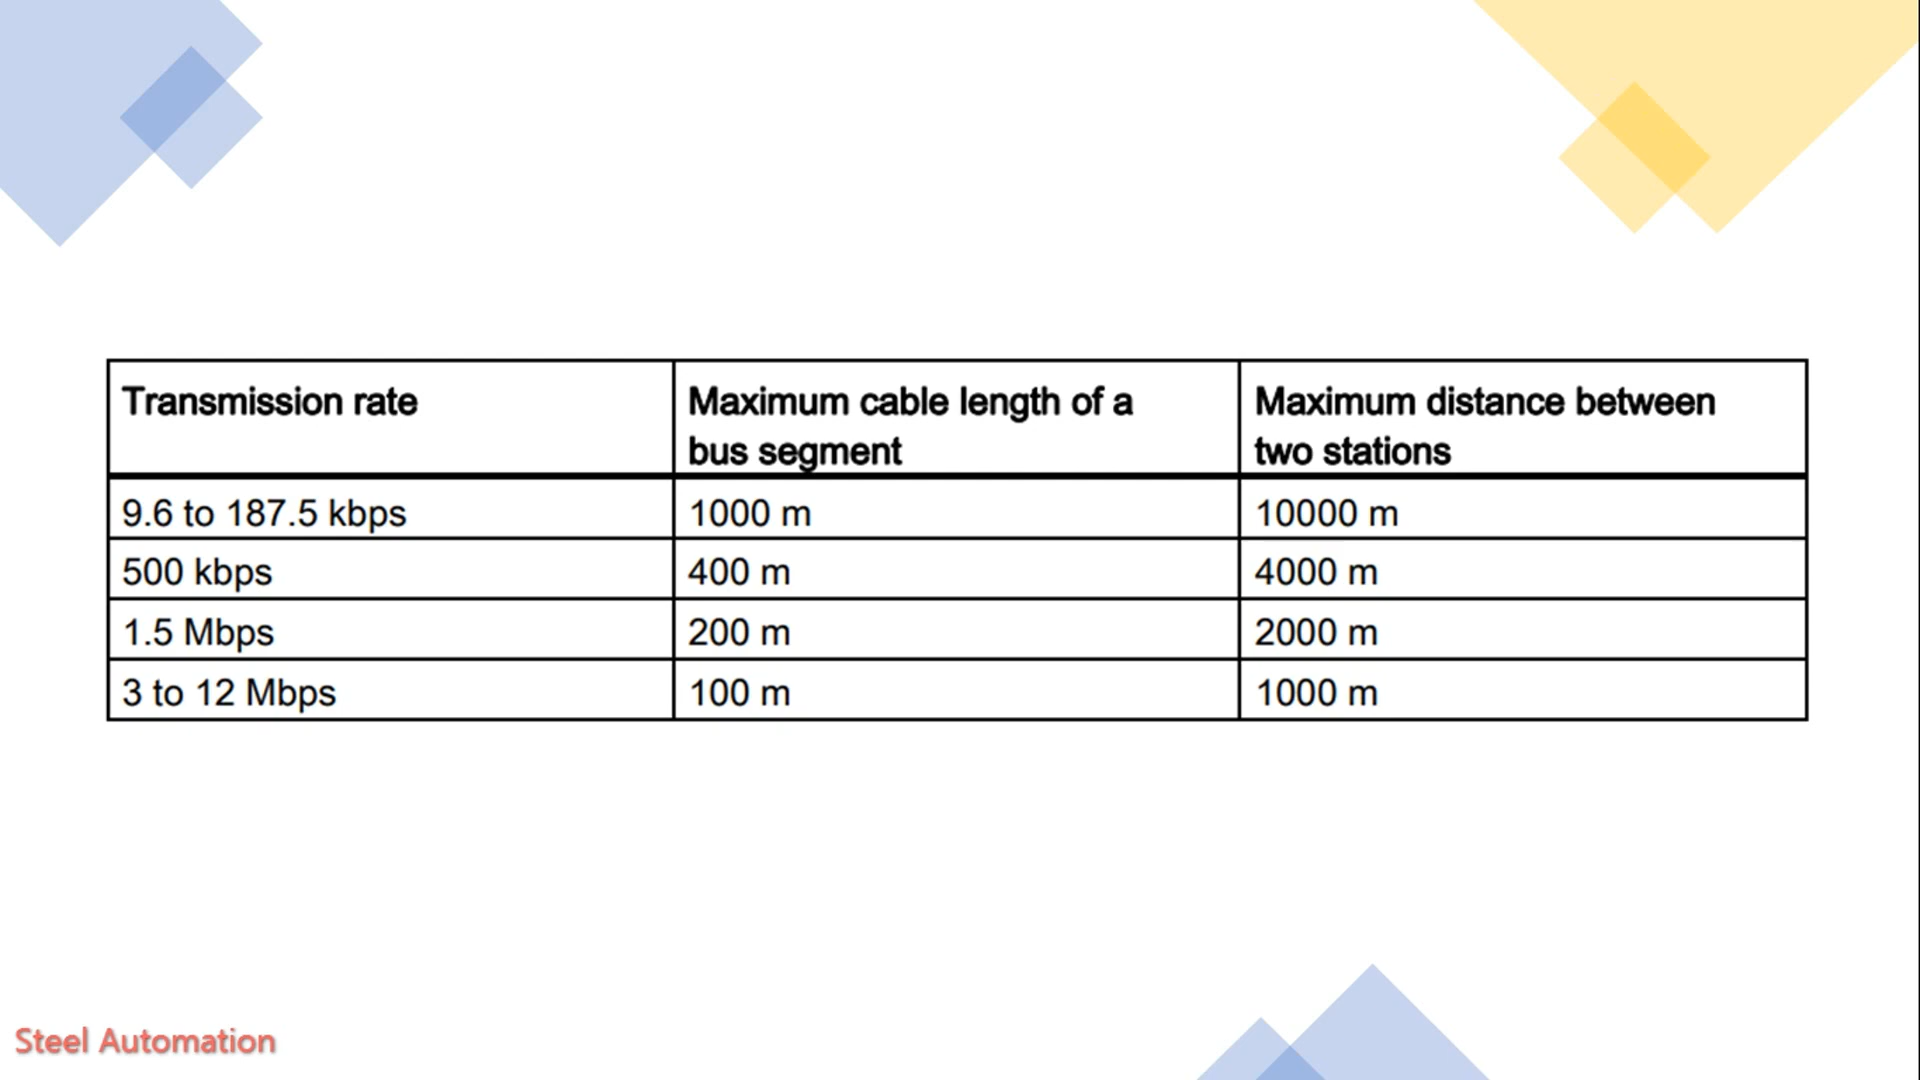 Transmission rate
Maximum cable length of a
bus segment
Maximum distance between
two stations
9.6 to 187.5 kbps
1000 m
10000 m
500 kbps
400 m
4000 m
1.5 Mbps
200 m
2000 m
3 to 12 Mbps
100 m
1000 m
Steel Automation